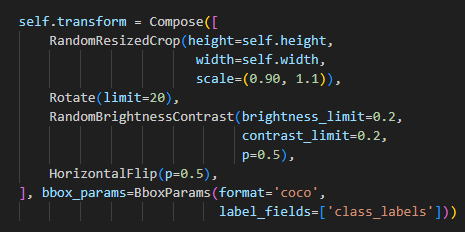 self.transform = Compose([
    RandomResizedCrop(height=self.height,
                      width=self.width,
                      scale=(0.90, 1.1)),
    Rotate(limit=20),
    RandomBrightnessContrast(brightness_limit=0.2,
                             contrast_limit=0.2,
                             p=0.5),
    HorizontalFlip(p=0.5),
], bbox_params=BboxParams(format='coco',
                          label_fields=['class_labels']))